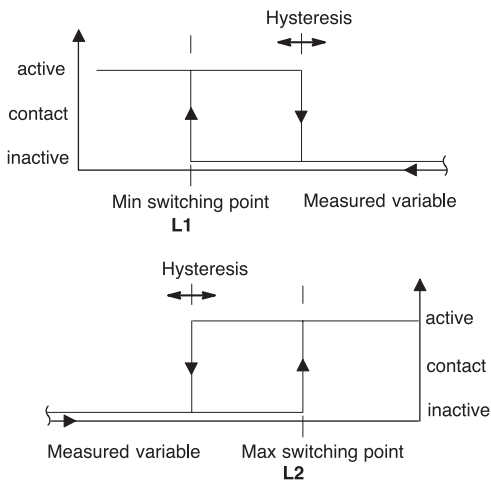 Hysteresis
active
contact
inactive
Min switching point
Measured variable
L1
Hysteresis
active
contact
inactive
Measured variable
Max switching point
L2